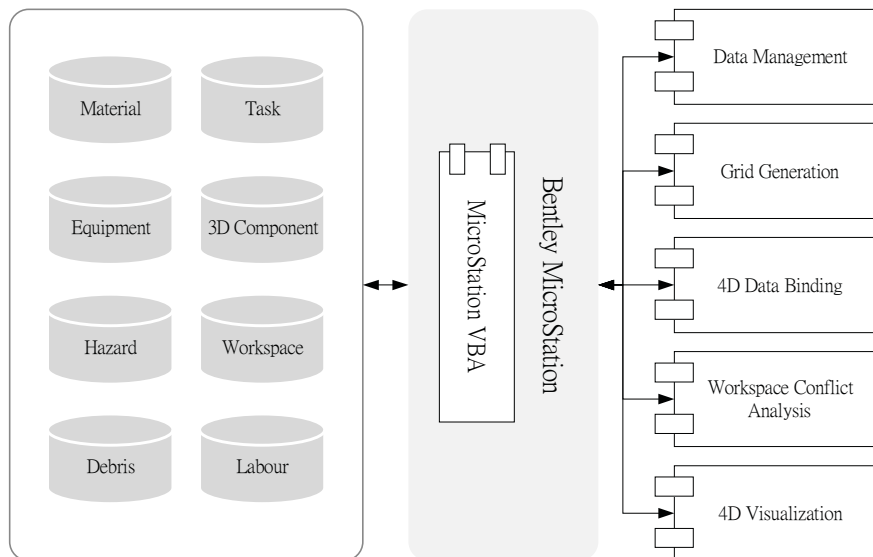 Material
Task
Equipment
3D Component
Hazard
Workspace
Debris
Labour
MicroStation VBA
Bentley MicroStation
Data Management
Grid Generation
4D Data Binding
Workspace Conflict
Analysis
4D Visualization